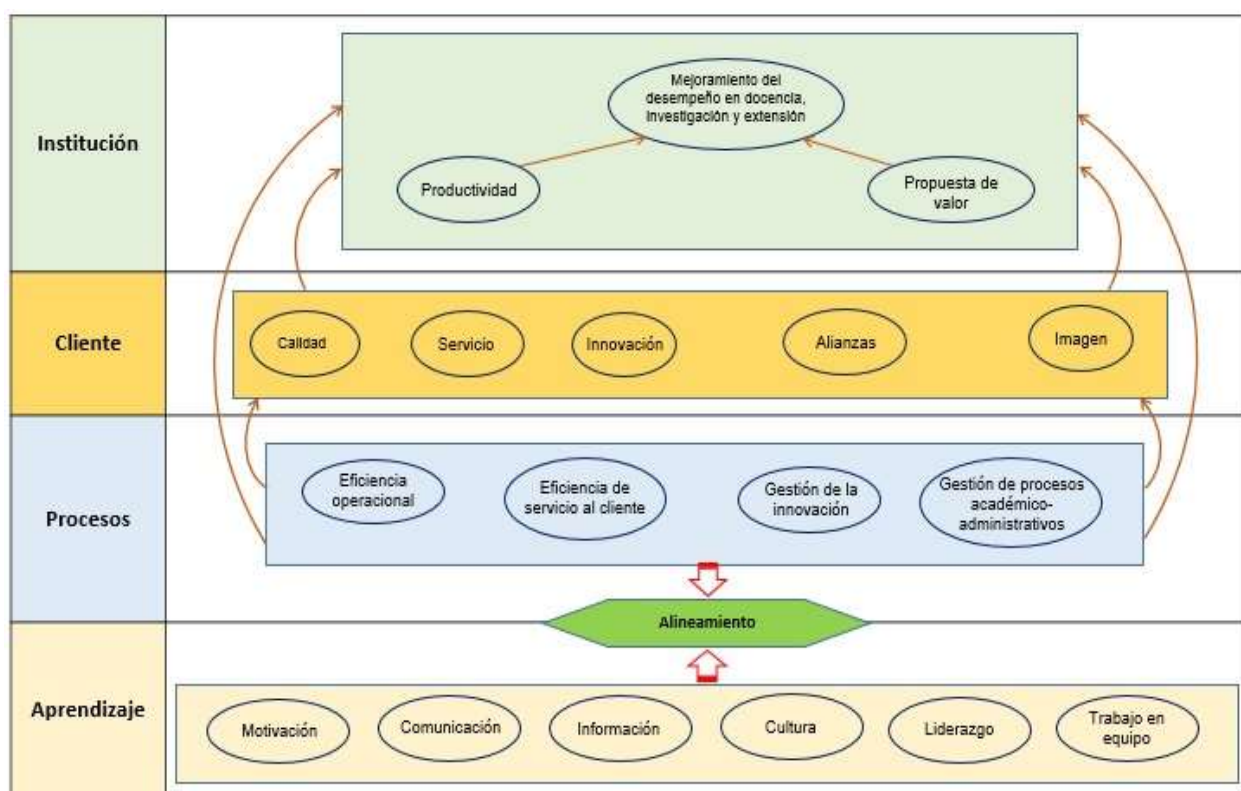 Institución
Mejoramiento del
desempeño en docencia,
investigación y extensión
Productividad
Propuesta de
valor
Cliente
Calidad
Servicio
Innovación
Alianzas
Imagen
Procesos
Eficiencia
operacional
Eficiencia de
servicio al cliente
Gestión de la
innovación
Gestión de procesos
académico-
administrativos
Alineamiento
Aprendizaje
Motivación
Comunicación
Información
Cultura
Liderazgo
Trabajo en
equipo